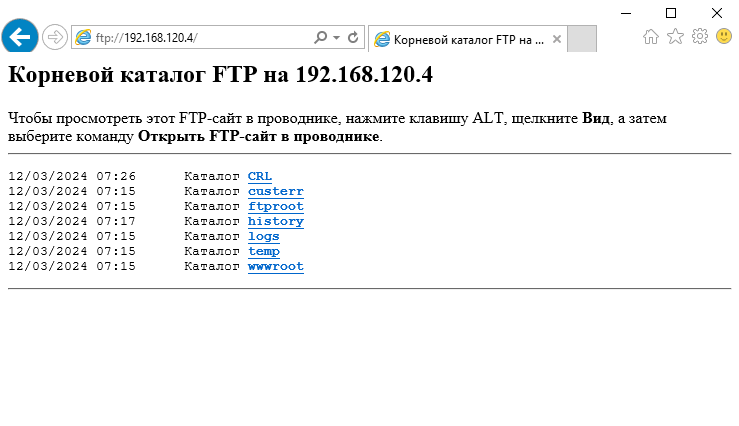 ftp://192.168.120.4/
Корневой каталог FTP на ...
Корневой каталог FTP на 192.168.120.4
Чтобы просмотреть этот FTP-сайт в проводнике, нажмите клавишу ALT, щелкните Вид, а затем
выберите команду Открыть FTP-сайт в проводнике.
12/03/2024 07:26 Каталог CRL
12/03/2024 07:15 Каталог custerr
12/03/2024 07:15 Каталог ftproot
12/03/2024 07:17 Каталог history
12/03/2024 07:15 Каталог logs
12/03/2024 07:15 Каталог temp
12/03/2024 07:15 Каталог wwwroot